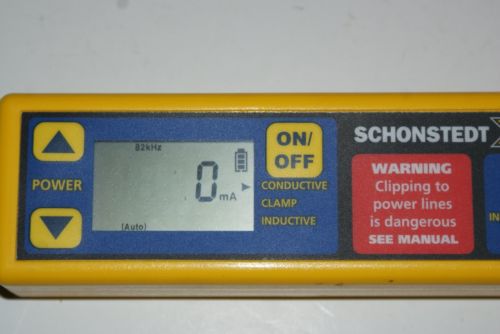 POWER
82kHz
0 mA
(Auto)
ON/
OFF
CONDUCTIVE
CLAMP
INDUCTIVE
SCHONSTEDT
WARNING
Clipping to
power lines
is dangerous
SEE MANUAL
IN